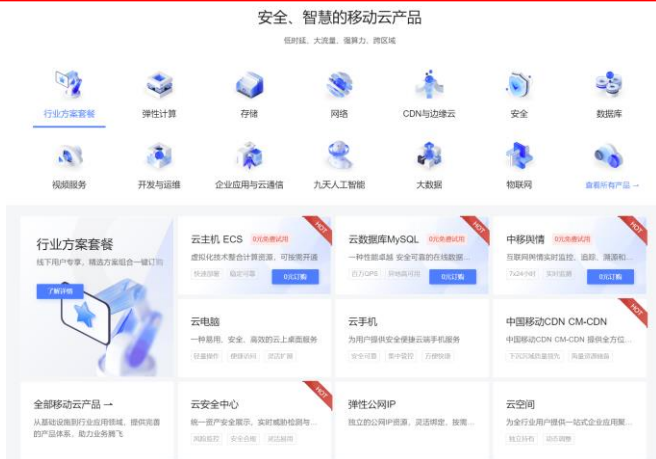 安全、智慧的移动云产品
低时延、大流量、强算力、跨区域
行业方案套餐
弹性计算
存储
网络
CDN与边缘云
安全
数据库
视频服务
开发与运维
企业应用与云通信
九天人工智能
大数据
物联网
查看所有产品 →
行业方案套餐
线下用户专享，精选方案组合一键订购
了解详情
云主机 ECS 0元免费试用
HOT
虚拟化技术整合计算资源，可按需开通
快速部署 稳定可靠
0元订购
云数据库MySQL 0元免费试用
HOT
一种性能卓越 安全可靠的在线数据...
百万QPS 异地高可用
0元订购
中移舆情 0元免费试用
HOT
互联网舆情实时监控、追踪、溯源和...
7x24小时 实时监测
0元订购
云电脑
一种易用、安全、高效的云上桌面服务
轻量操作 便捷访问 灵活扩展
云手机
为用户提供安全便捷云端手机服务
安全可靠 集中管控 方便快捷
中国移动CDN CM-CDN
HOT
中国移动CDN CM-CDN 提供全方位...
下沉区域质量领先 海量资源储备
全部移动云产品 →
从基础设施到行业应用领域，提供完善
的产品体系，助力业务腾飞
云安全中心
HOT
统一资产安全展示、实时威胁检测与...
风险监控 安全合规 灵活易用
弹性公网IP
独立的公网IP资源，灵活绑定，按需...
云空间
为全行业用户提供一站式企业应用聚...
独立持有 动态调整